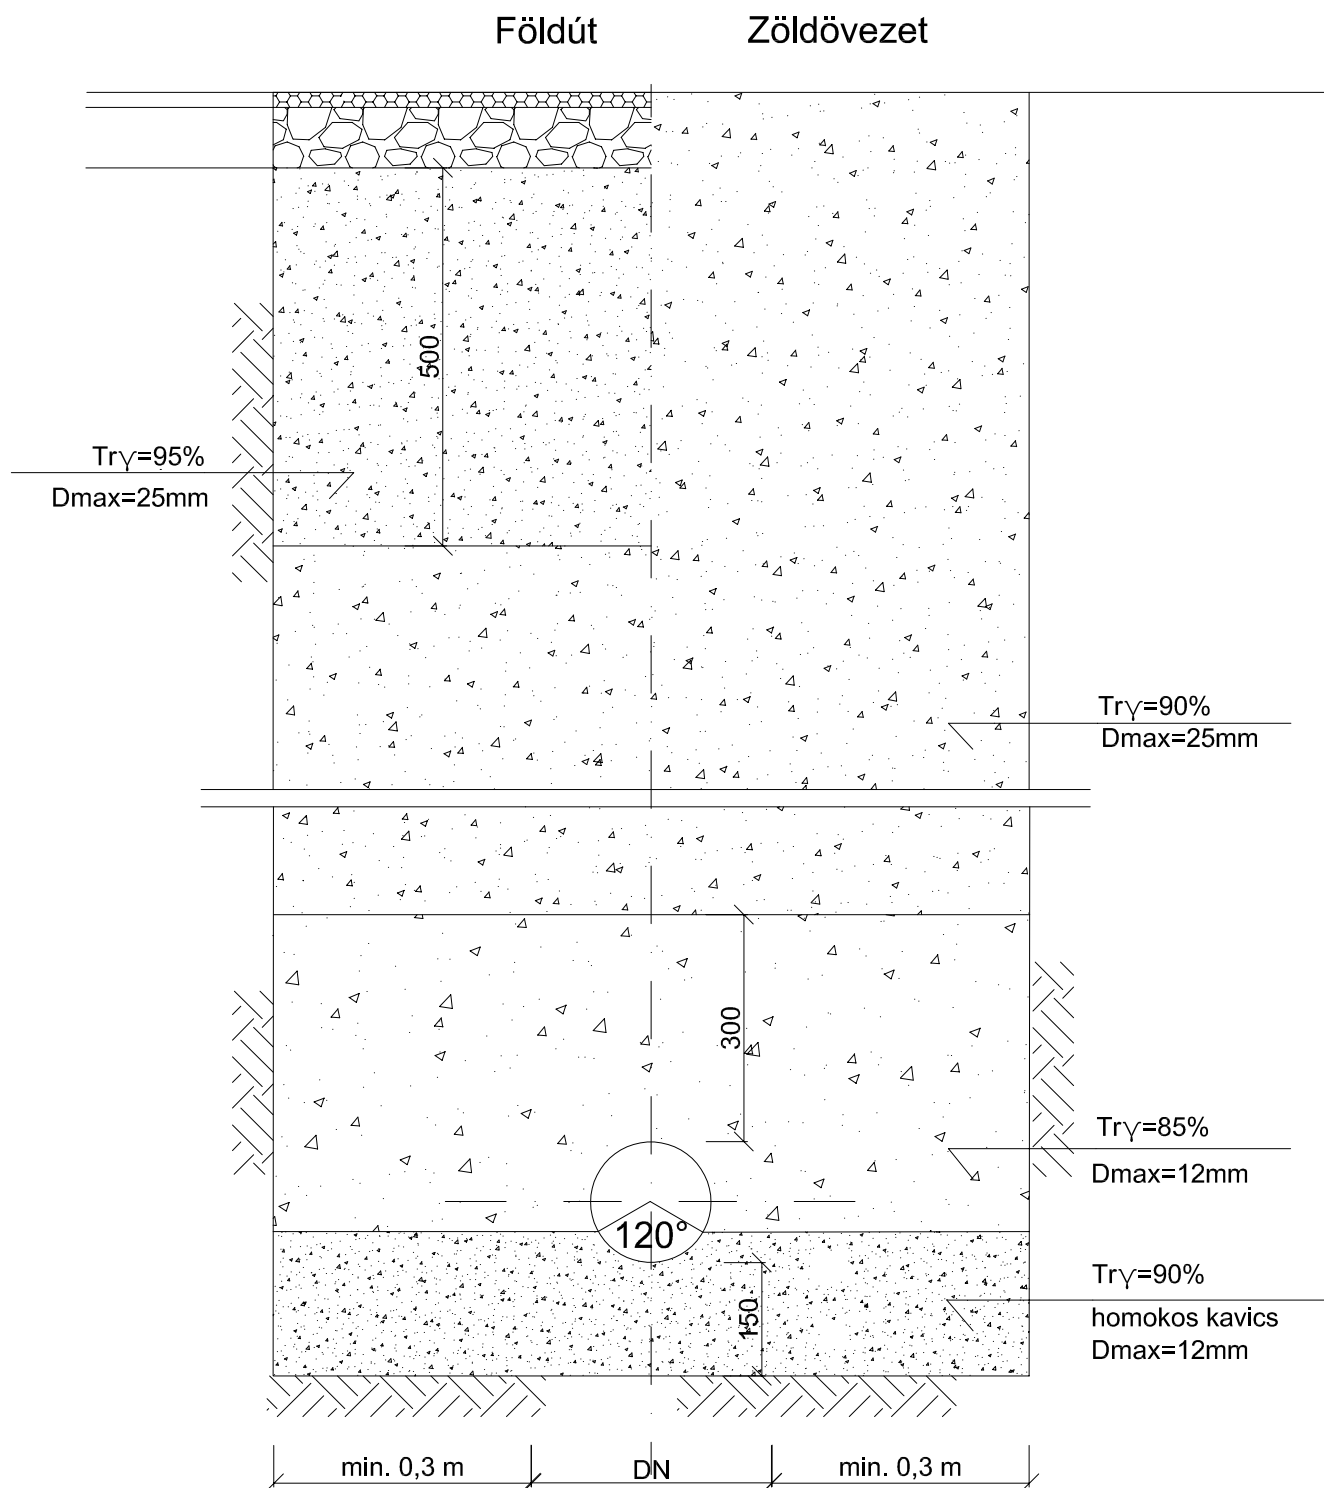 Földút
Zöldövezet
500
Trγ=95%
Dmax=25mm
Trγ=90%
Dmax=25mm
300
Trγ=85%
Dmax=12mm
120°
150
Trγ=90%
homokos kavics
Dmax=12mm
min. 0,3 m
DN
min. 0,3 m